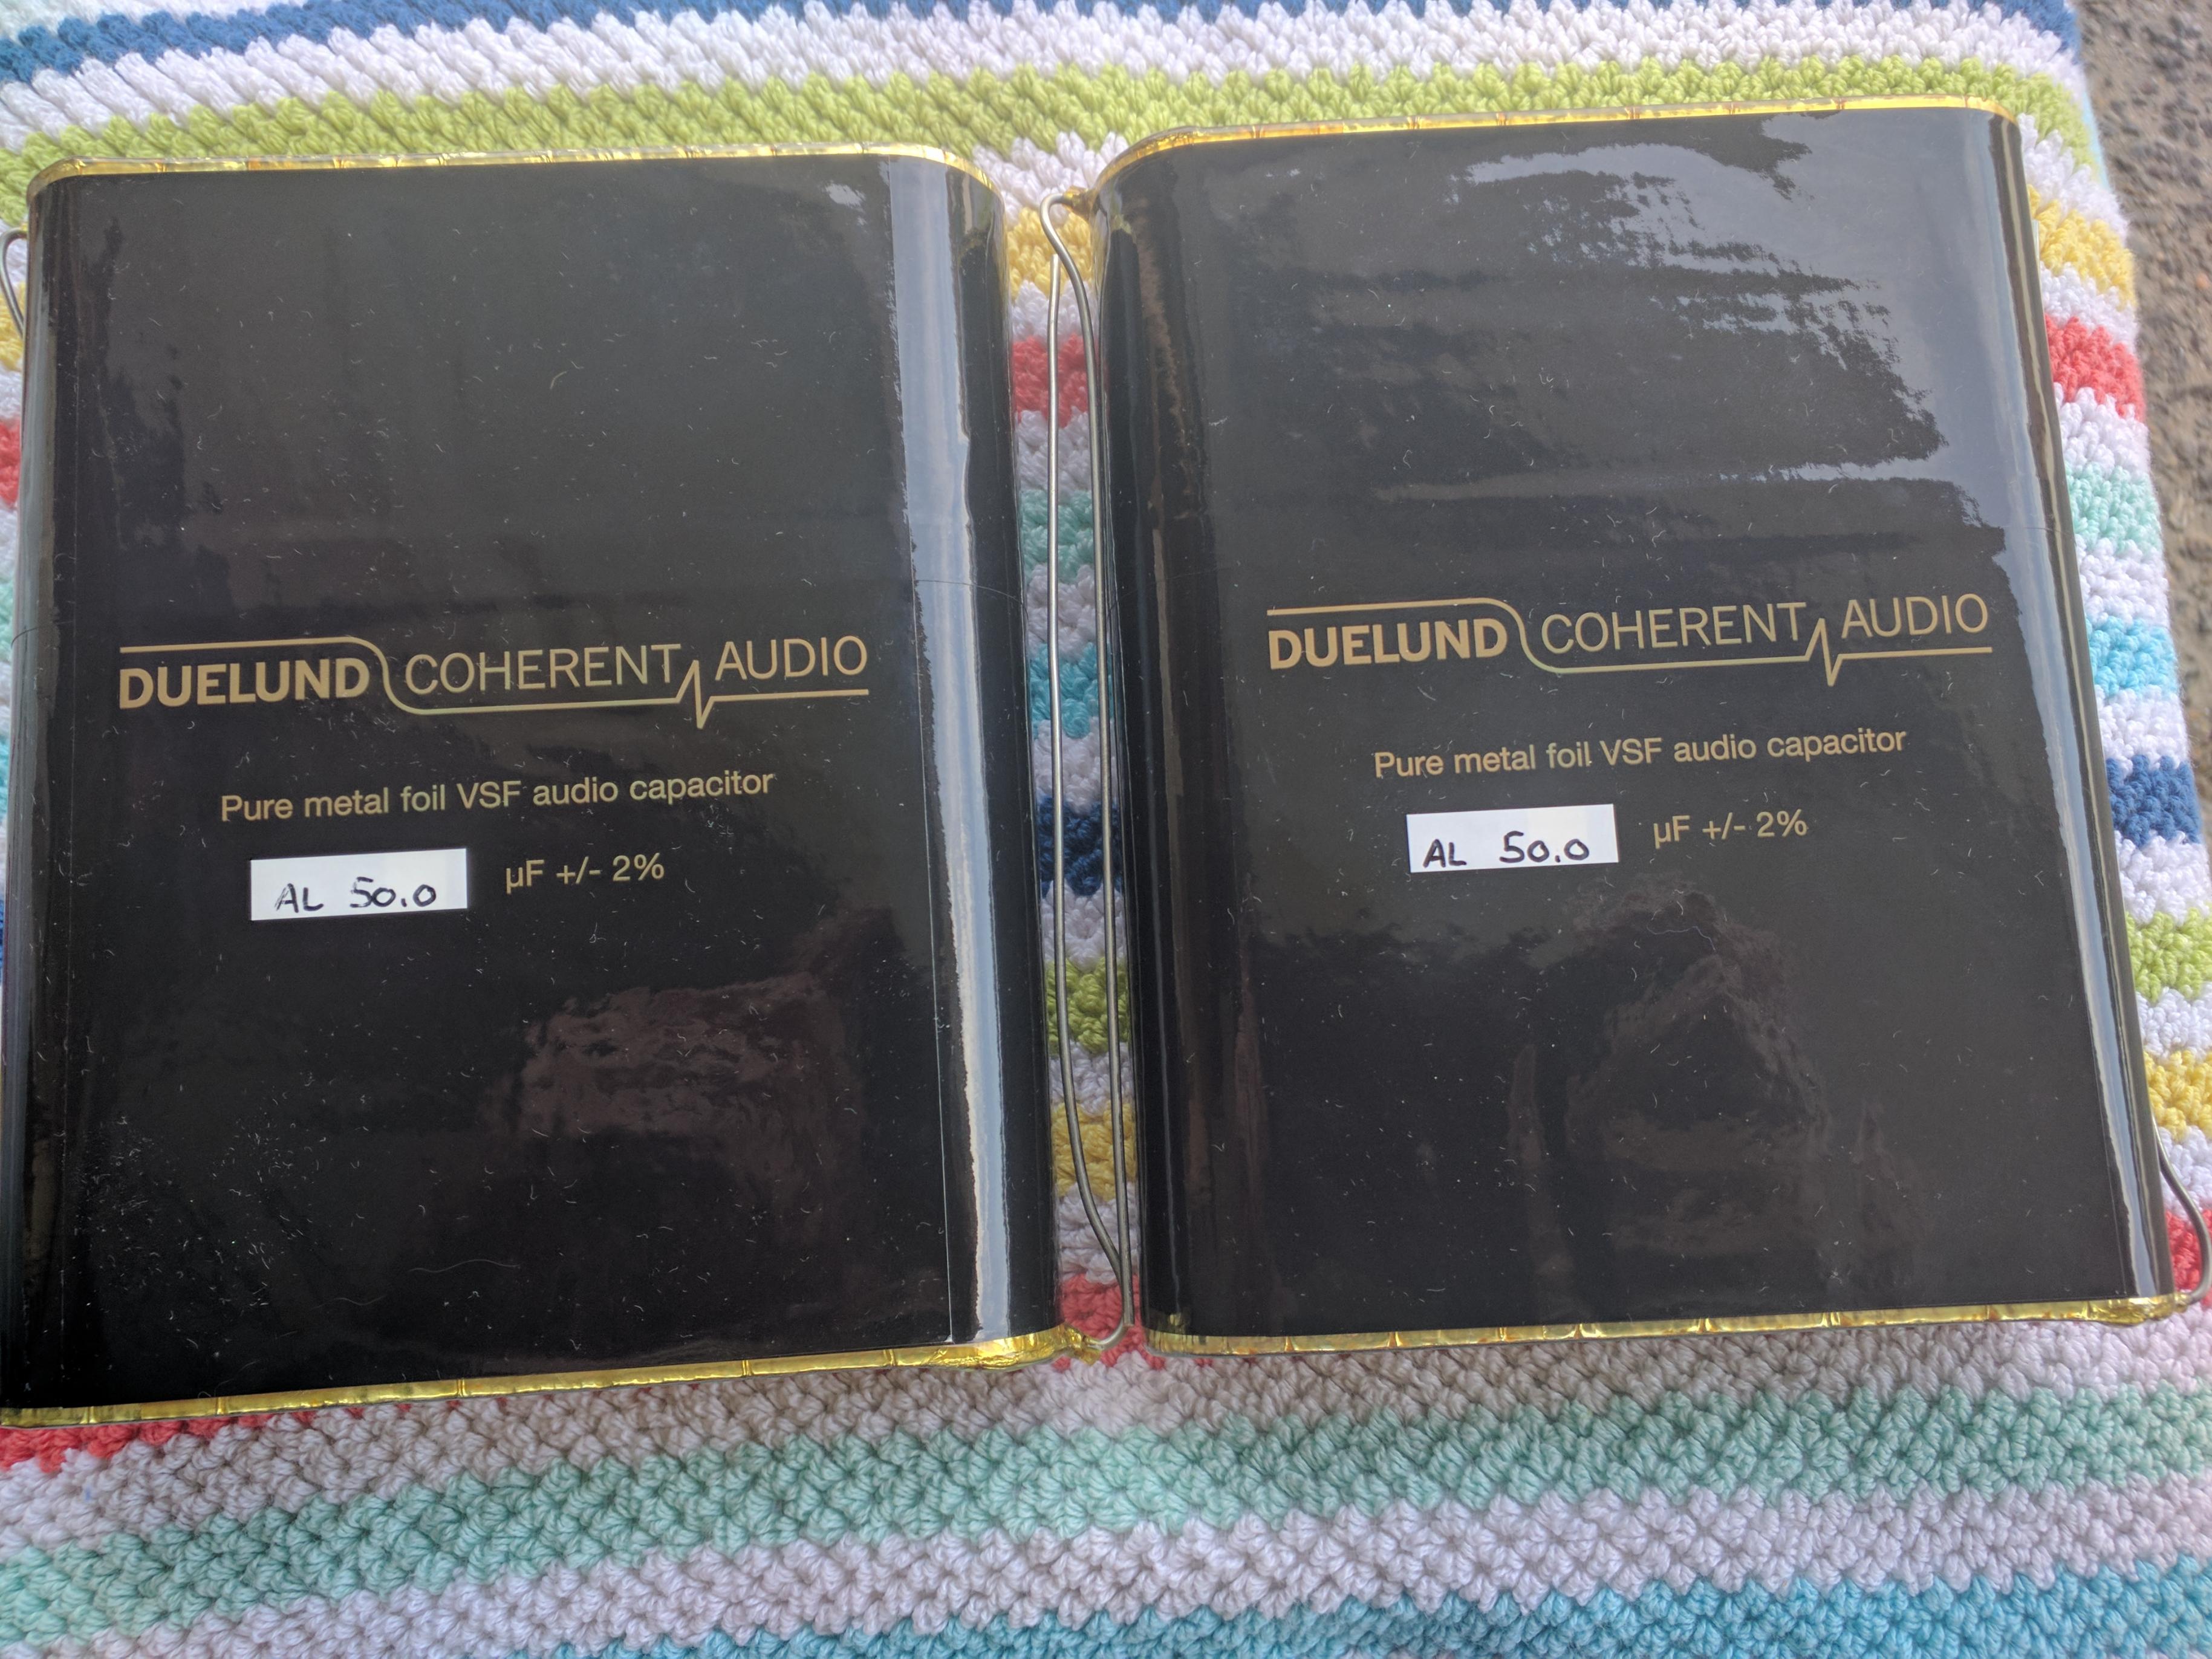 DUELUND COHERENT AUDIO
Pure metal foil VSF audio capacitor
AL 50.0 µF +/- 2%
DUELUND COHERENT AUDIO
Pure metal foil VSF audio capacitor
AL 50.0 µF +/- 2%